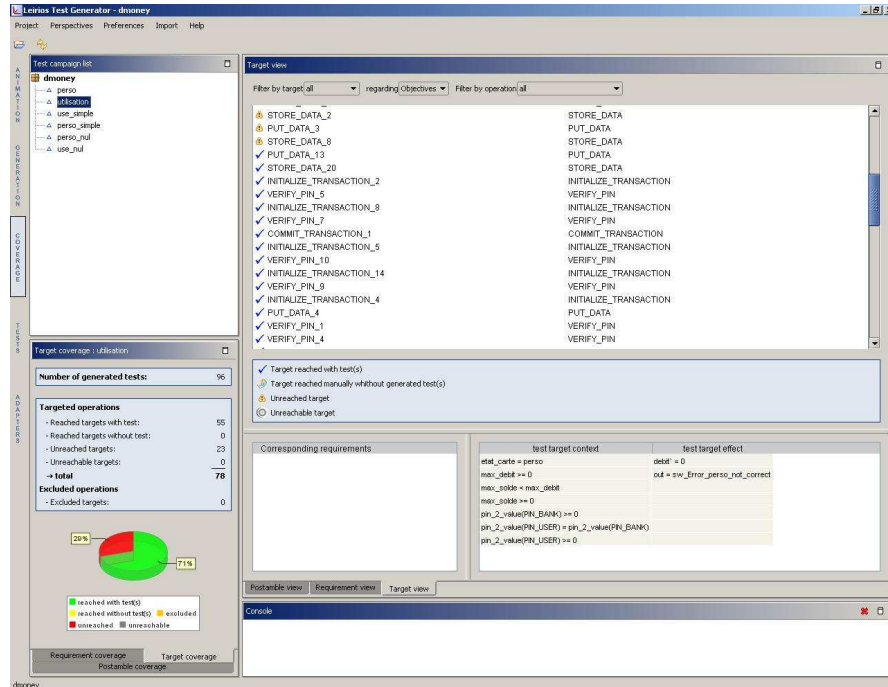 Leirios Test Generator - dmoney
Project Perspectives Preferences Import Help
ANIMATION
GENERATION
COVERAGE
TESTS
ADAPTERS
Test campaign list
dmoney
perso
utilisation
use_simple
perso_simple
perso_nul
use_nul
Target coverage : utilisation
Number of generated tests: 96
Targeted operations
- Reached targets with test: 55
- Reached targets without test: 0
- Unreached targets: 23
- Unreachable targets: 0
→ total 78
Excluded operations
- Excluded targets: 0
29%
71%
reached with test(s)
reached without test(s) excluded
unreached unreachable
Requirement coverage Target coverage
Postamble coverage
Target view
Filter by target all regarding Objectives Filter by operation all
STORE_DATA_2 STORE_DATA
PUT_DATA_3 PUT_DATA
STORE_DATA_8 STORE_DATA
PUT_DATA_13 PUT_DATA
STORE_DATA_20 STORE_DATA
INITIALIZE_TRANSACTION_2 INITIALIZE_TRANSACTION
VERIFY_PIN_5 VERIFY_PIN
INITIALIZE_TRANSACTION_8 INITIALIZE_TRANSACTION
VERIFY_PIN_7 VERIFY_PIN
COMMIT_TRANSACTION_1 COMMIT_TRANSACTION
INITIALIZE_TRANSACTION_5 INITIALIZE_TRANSACTION
VERIFY_PIN_10 VERIFY_PIN
INITIALIZE_TRANSACTION_14 INITIALIZE_TRANSACTION
VERIFY_PIN_9 VERIFY_PIN
INITIALIZE_TRANSACTION_4 INITIALIZE_TRANSACTION
PUT_DATA_4 PUT_DATA
VERIFY_PIN_1 VERIFY_PIN
VERIFY_PIN_4 VERIFY_PIN
Target reached with test(s)
Target reached manually whithout generated test(s)
Unreached target
Unreachable target
Corresponding requirements
test target context test target effect
etat_carte = perso debit` = 0
max_debit >= 0 out = sw_Error_perso_not_correct
max_solde < max_debit
max_solde >= 0
pin_2_value(PIN_BANK) >= 0
pin_2_value(PIN_USER) = pin_2_value(PIN_BANK)
pin_2_value(PIN_USER) >= 0
Postamble view Requirement view Target view
Console
dmoney